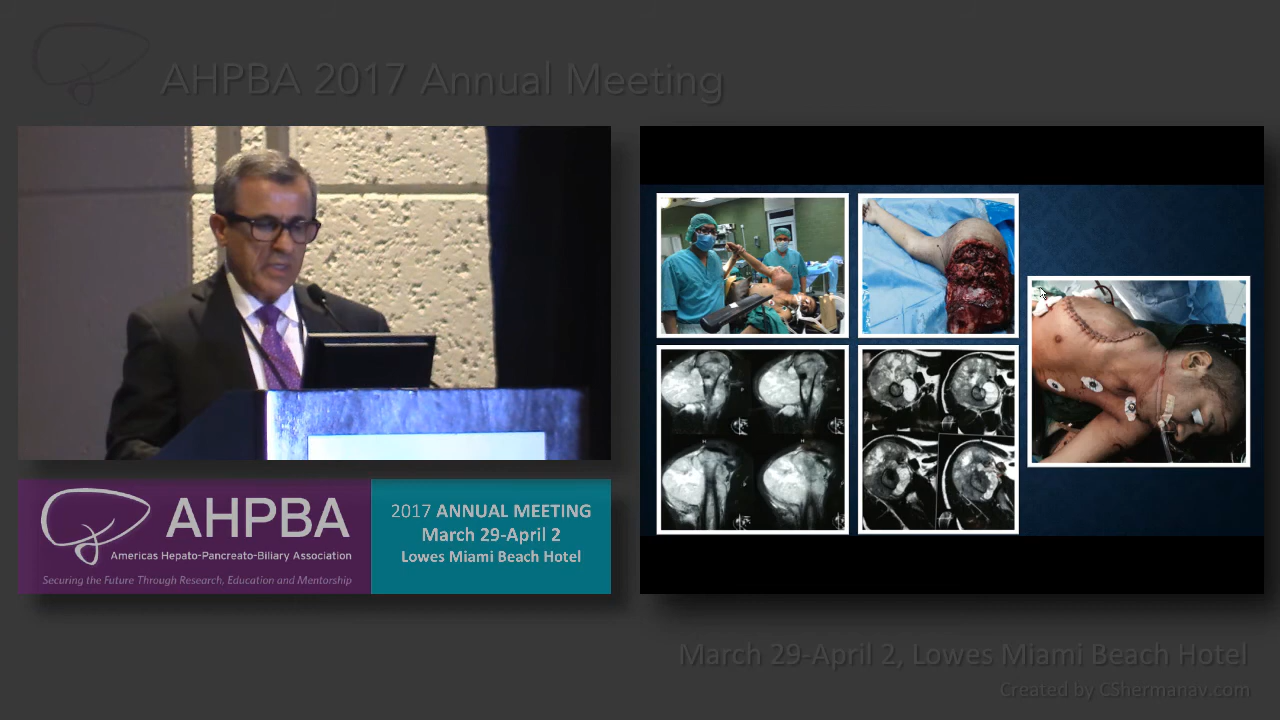 AHPBA 2017 Annual Meeting
AHPBA
Americas Hepato-Pancreato-Biliary Association
Securing the Future Through Research, Education and Mentorship
2017 ANNUAL MEETING
March 29-April 2
Lowes Miami Beach Hotel
March 29-April 2, Lowes Miami Beach Hotel
Created by CShermanav.com